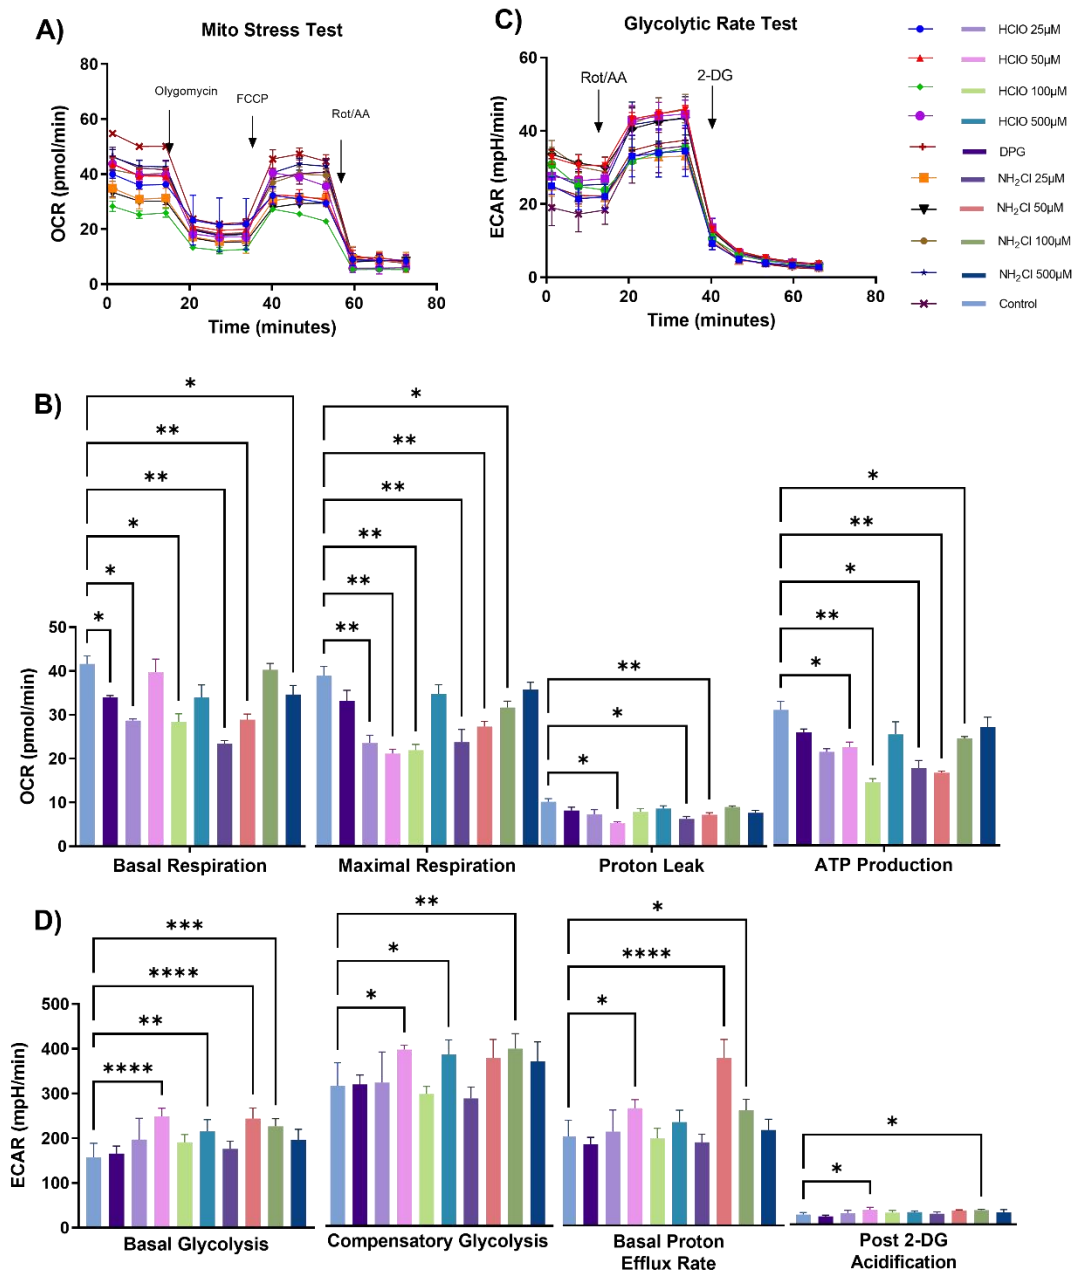 A)
Mito Stress Test
80
60
40
20
0
OCR (pmol/min)
Olygomycin
FCCP
Rot/AA
0 20 40 60 80
Time (minutes)
C)
Glycolytic Rate Test
60
40
20
0
ECAR (mpH/min)
Rot/AA
2-DG
0 20 40 60 80
Time (minutes)
HClO 25µM
HClO 50µM
HClO 100µM
HClO 500µM
DPG
NH₂Cl 25µM
NH₂Cl 50µM
NH₂Cl 100µM
NH₂Cl 500µM
Control
B)
50
40
30
20
10
0
OCR (pmol/min)
*
**
**
*
*
*
Basal Respiration
*
**
**
**
**
**
Maximal Respiration
**
*
*
Proton Leak
*
**
*
**
*
ATP Production
D)
500
400
300
200
100
0
ECAR (mpH/min)
***
****
**
****
Basal Glycolysis
**
*
*
Compensatory Glycolysis
*
****
*
Basal Proton
Efflux Rate
*
*
Post 2-DG
Acidification